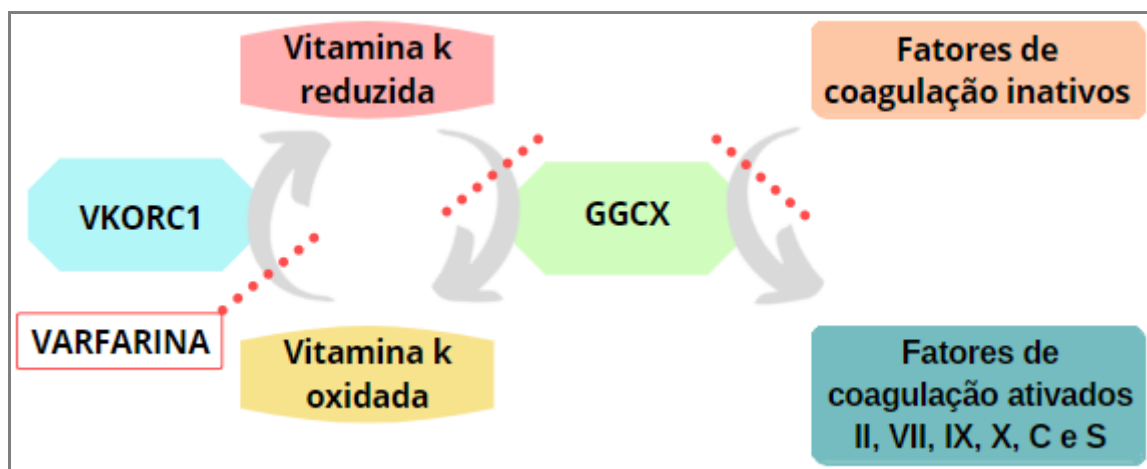 Vitamina k
reduzida
Fatores de
coagulação inativos
VKORC1
GGCX
VARFARINA
Vitamina k
oxidada
Fatores de
coagulação ativados
II, VII, IX, X, C e S